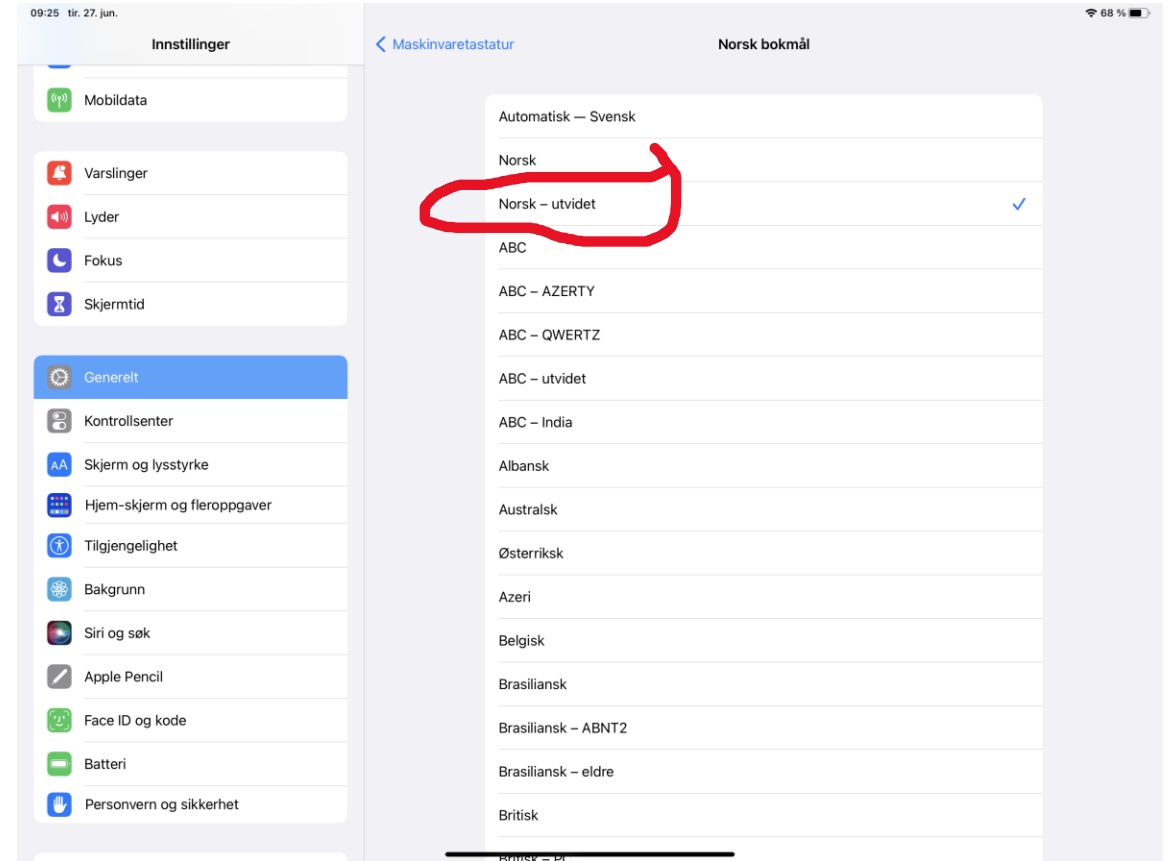 09:25 tir. 27. jun.
68 %
Innstillinger
Mobildata
Varslinger
Lyder
Fokus
Skjermtid
Generelt
Kontrollsenter
AA
Skjerm og lysstyrke
Hjem-skjerm og fleroppgaver
Tilgjengelighet
Bakgrunn
Siri og søk
Apple Pencil
Face ID og kode
Batteri
Personvern og sikkerhet
Maskinvaretastatur
Norsk bokmål
Automatisk — Svensk
Norsk
Norsk – utvidet
ABC
ABC – AZERTY
ABC – QWERTZ
ABC – utvidet
ABC – India
Albansk
Australsk
Østerriksk
Azeri
Belgisk
Brasiliansk
Brasiliansk – ABNT2
Brasiliansk – eldre
Britisk
Britisk – PC